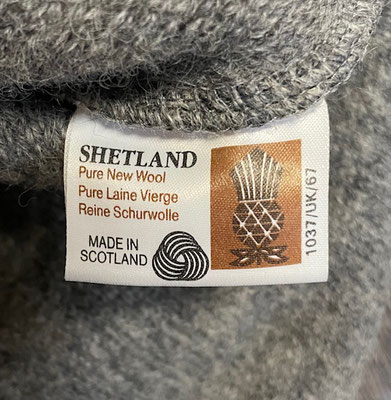 SHETLAND
Pure New Wool
Pure Laine Vierge
Reine Schurwolle
MADE IN
SCOTLAND
1037/UK/67